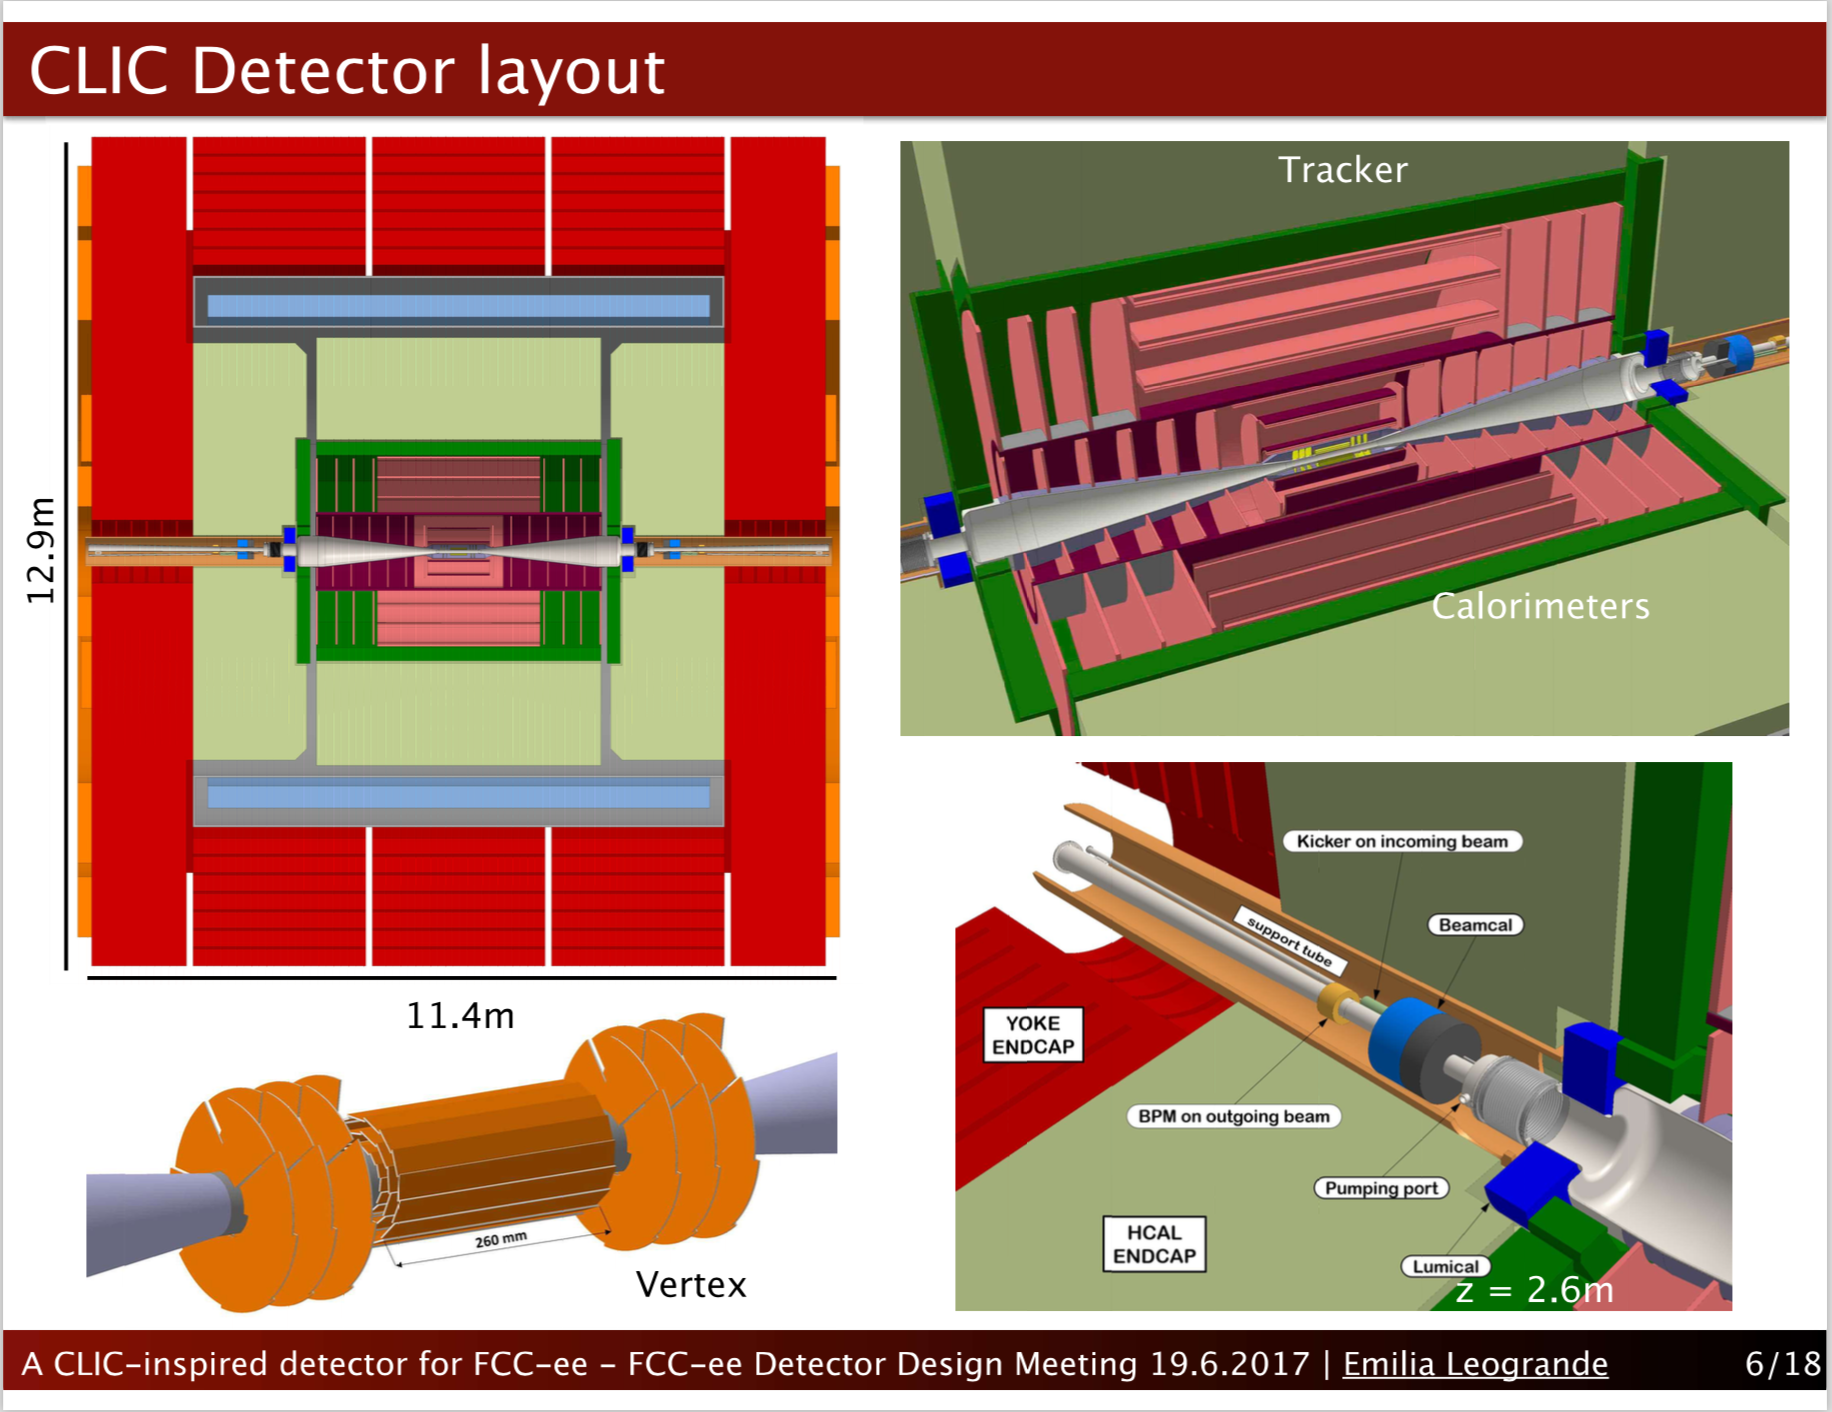 CLIC Detector layout
12.9m
11.4m
260 mm
Vertex
Tracker
Calorimeters
Kicker on incoming beam
Beamcal
support tube
YOKE
ENDCAP
BPM on outgoing beam
Pumping port
HCAL
ENDCAP
Lumical
z = 2.6m
A CLIC-inspired detector for FCC-ee - FCC-ee Detector Design Meeting 19.6.2017 | Emilia Leogrande 6/18